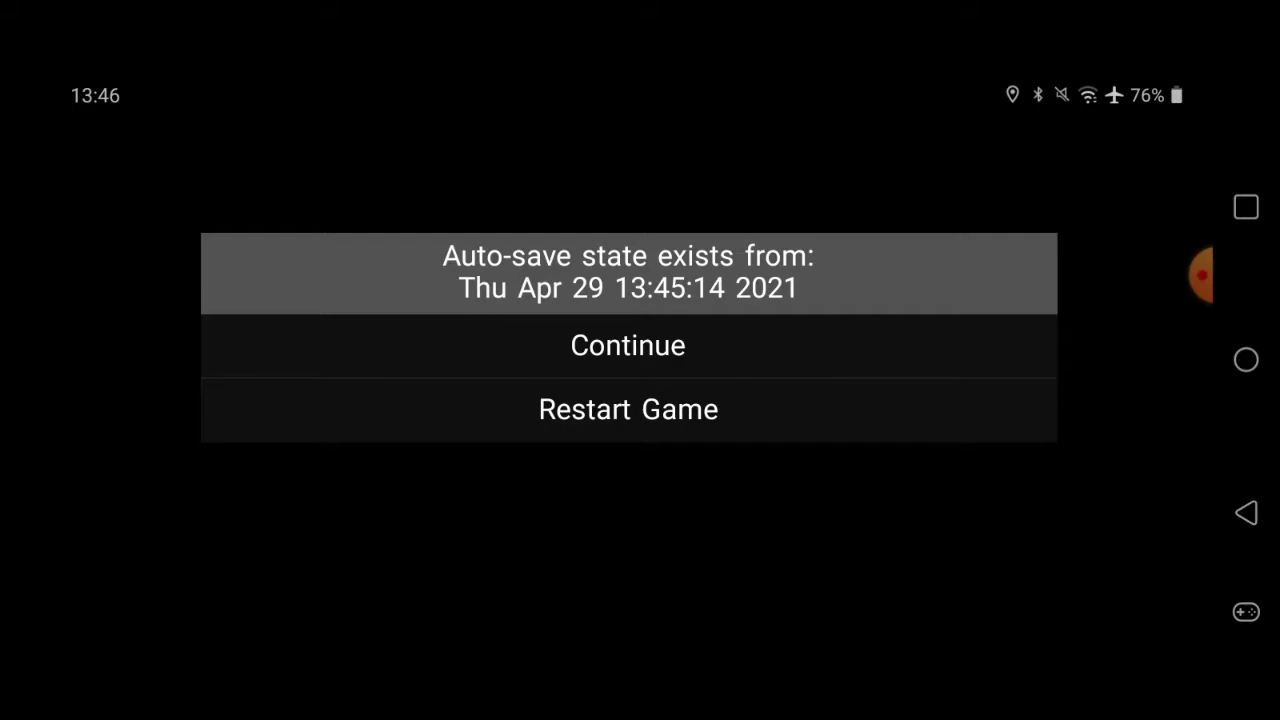 13:46
76%
Auto-save state exists from:
Thu Apr 29 13:45:14 2021
Continue
Restart Game